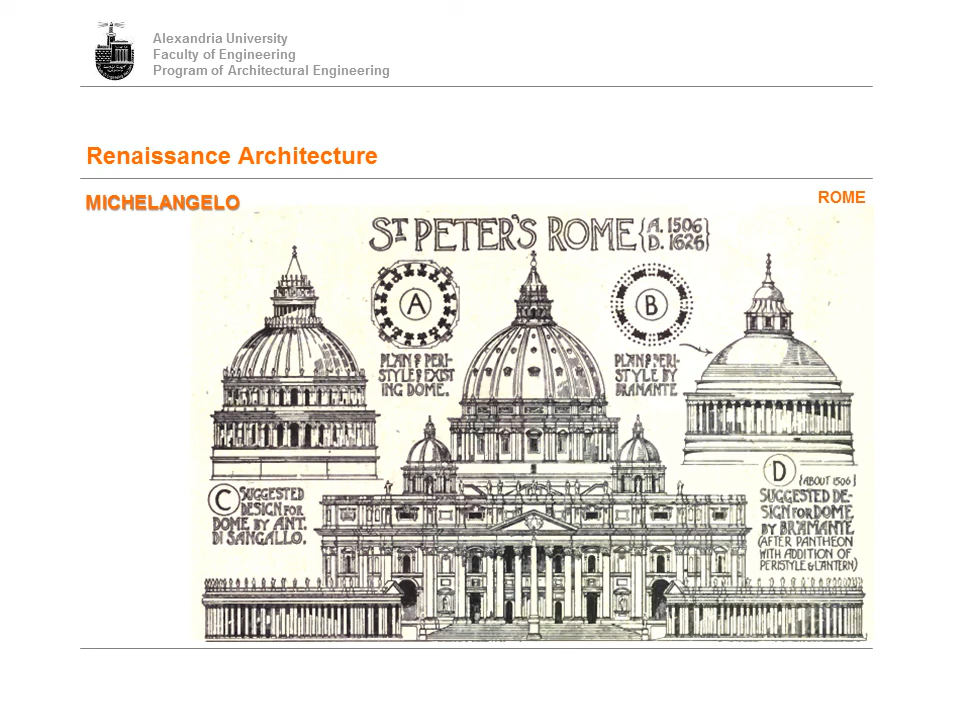 Alexandria University
Faculty of Engineering
Program of Architectural Engineering
Renaissance Architecture
MICHELANGELO
ROME
ST PETER'S ROME {A. 1506
D. 1626}
A
PLAN & PERI-
STYLE & EXIST
ING DOME.
B
PLAN & PERI-
STYLE BY
BRAMANTE
C SUGGESTED
DESIGN FOR
DOME BY ANT.
DI SANGALLO.
D
{ABOUT 1506}
SUGGESTED DE-
SIGN FOR DOME
BY BRAMANTE
(AFTER PANTHEON
WITH ADDITION OF
PERISTYLE & LANTERN)